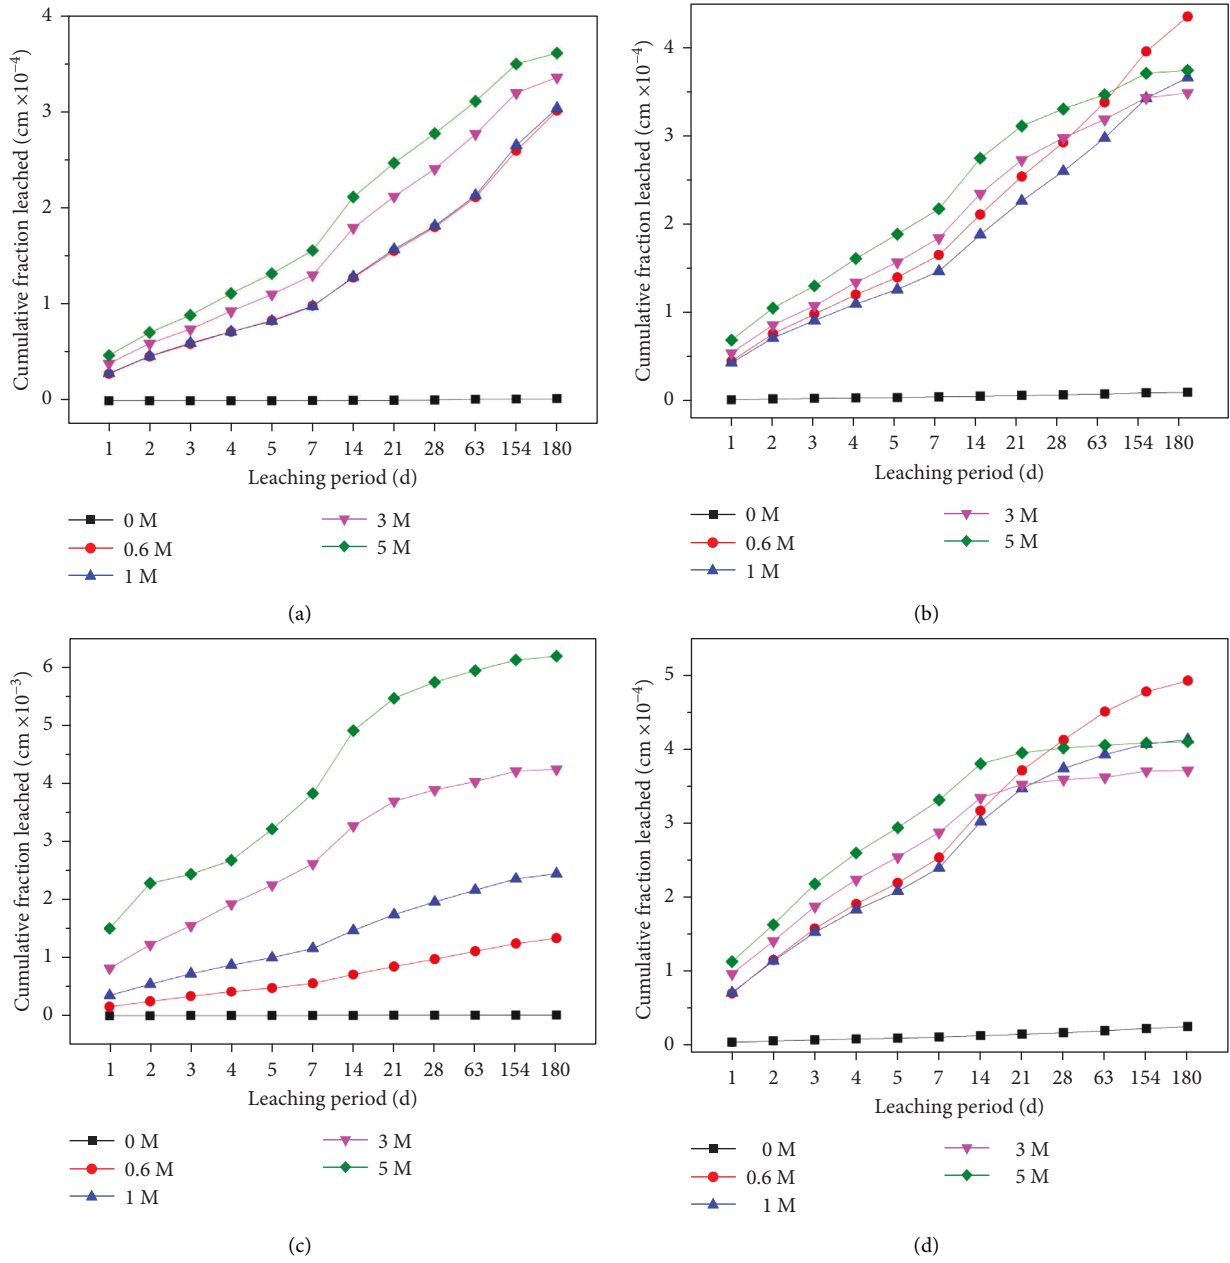 Cumulative fraction leached (cm ×10⁻⁴)
4
3
2
1
0
1 2 3 4 5 7 14 21 28 63 154 180
Leaching period (d)
0 M
0.6 M
1 M
3 M
5 M
(a)
Cumulative fraction leached (cm ×10⁻⁴)
4
3
2
1
0
1 2 3 4 5 7 14 21 28 63 154 180
Leaching period (d)
0 M
0.6 M
1 M
3 M
5 M
(b)
Cumulative fraction leached (cm ×10⁻³)
6
5
4
3
2
1
0
1 2 3 4 5 7 14 21 28 63 154 180
Leaching period (d)
0 M
0.6 M
1 M
3 M
5 M
(c)
Cumulative fraction leached (cm ×10⁻⁴)
5
4
3
2
1
0
1 2 3 4 5 7 14 21 28 63 154 180
Leaching period (d)
0 M
0.6 M
1 M
3 M
5 M
(d)